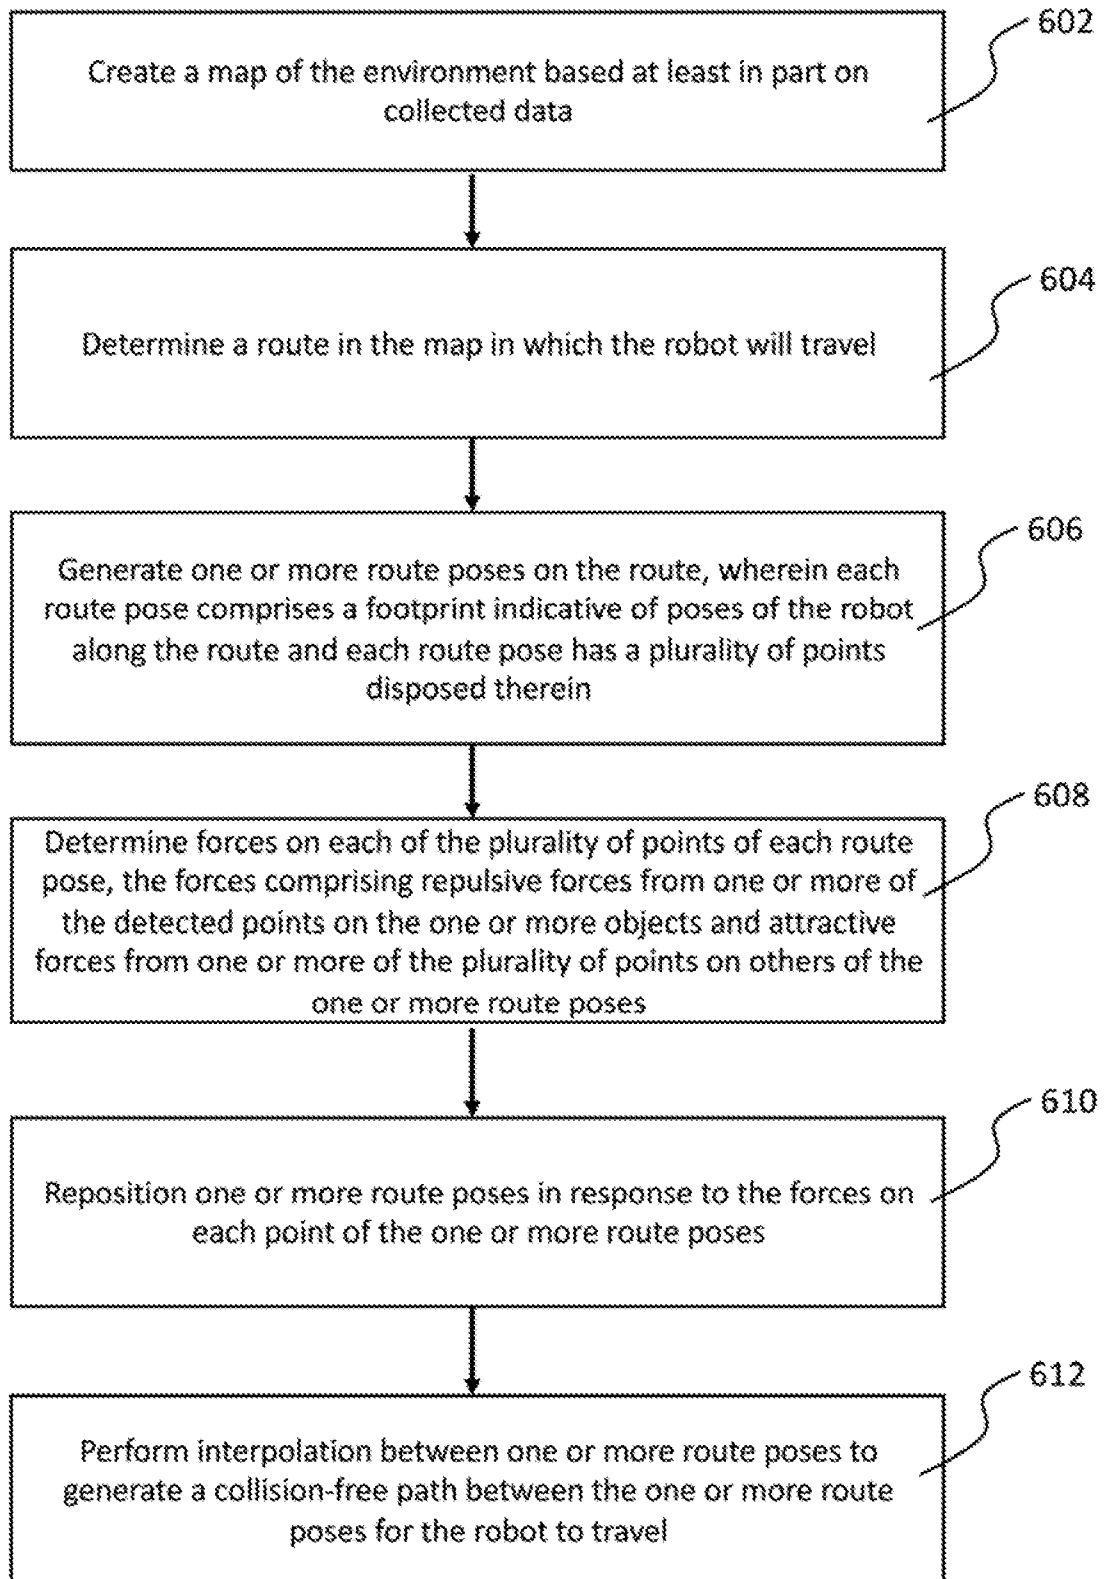 602
Create a map of the environment based at least in part on
collected data
604
Determine a route in the map in which the robot will travel
606
Generate one or more route poses on the route, wherein each
route pose comprises a footprint indicative of poses of the robot
along the route and each route pose has a plurality of points
disposed therein
608
Determine forces on each of the plurality of points of each route
pose, the forces comprising repulsive forces from one or more of
the detected points on the one or more objects and attractive
forces from one or more of the plurality of points on others of the
one or more route poses
610
Reposition one or more route poses in response to the forces on
each point of the one or more route poses
612
Perform interpolation between one or more route poses to
generate a collision-free path between the one or more route
poses for the robot to travel